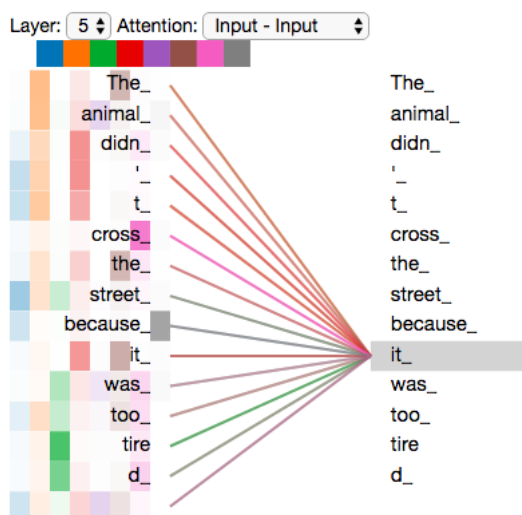 Layer: 5 Attention: Input - Input
The_ The_
animal_ animal_
didn_ didn_
'_ '_
t_ t_
cross_ cross_
the_ the_
street_ street_
because_ because_
it_ it_
was_ was_
too_ too_
tire tire
d_ d_